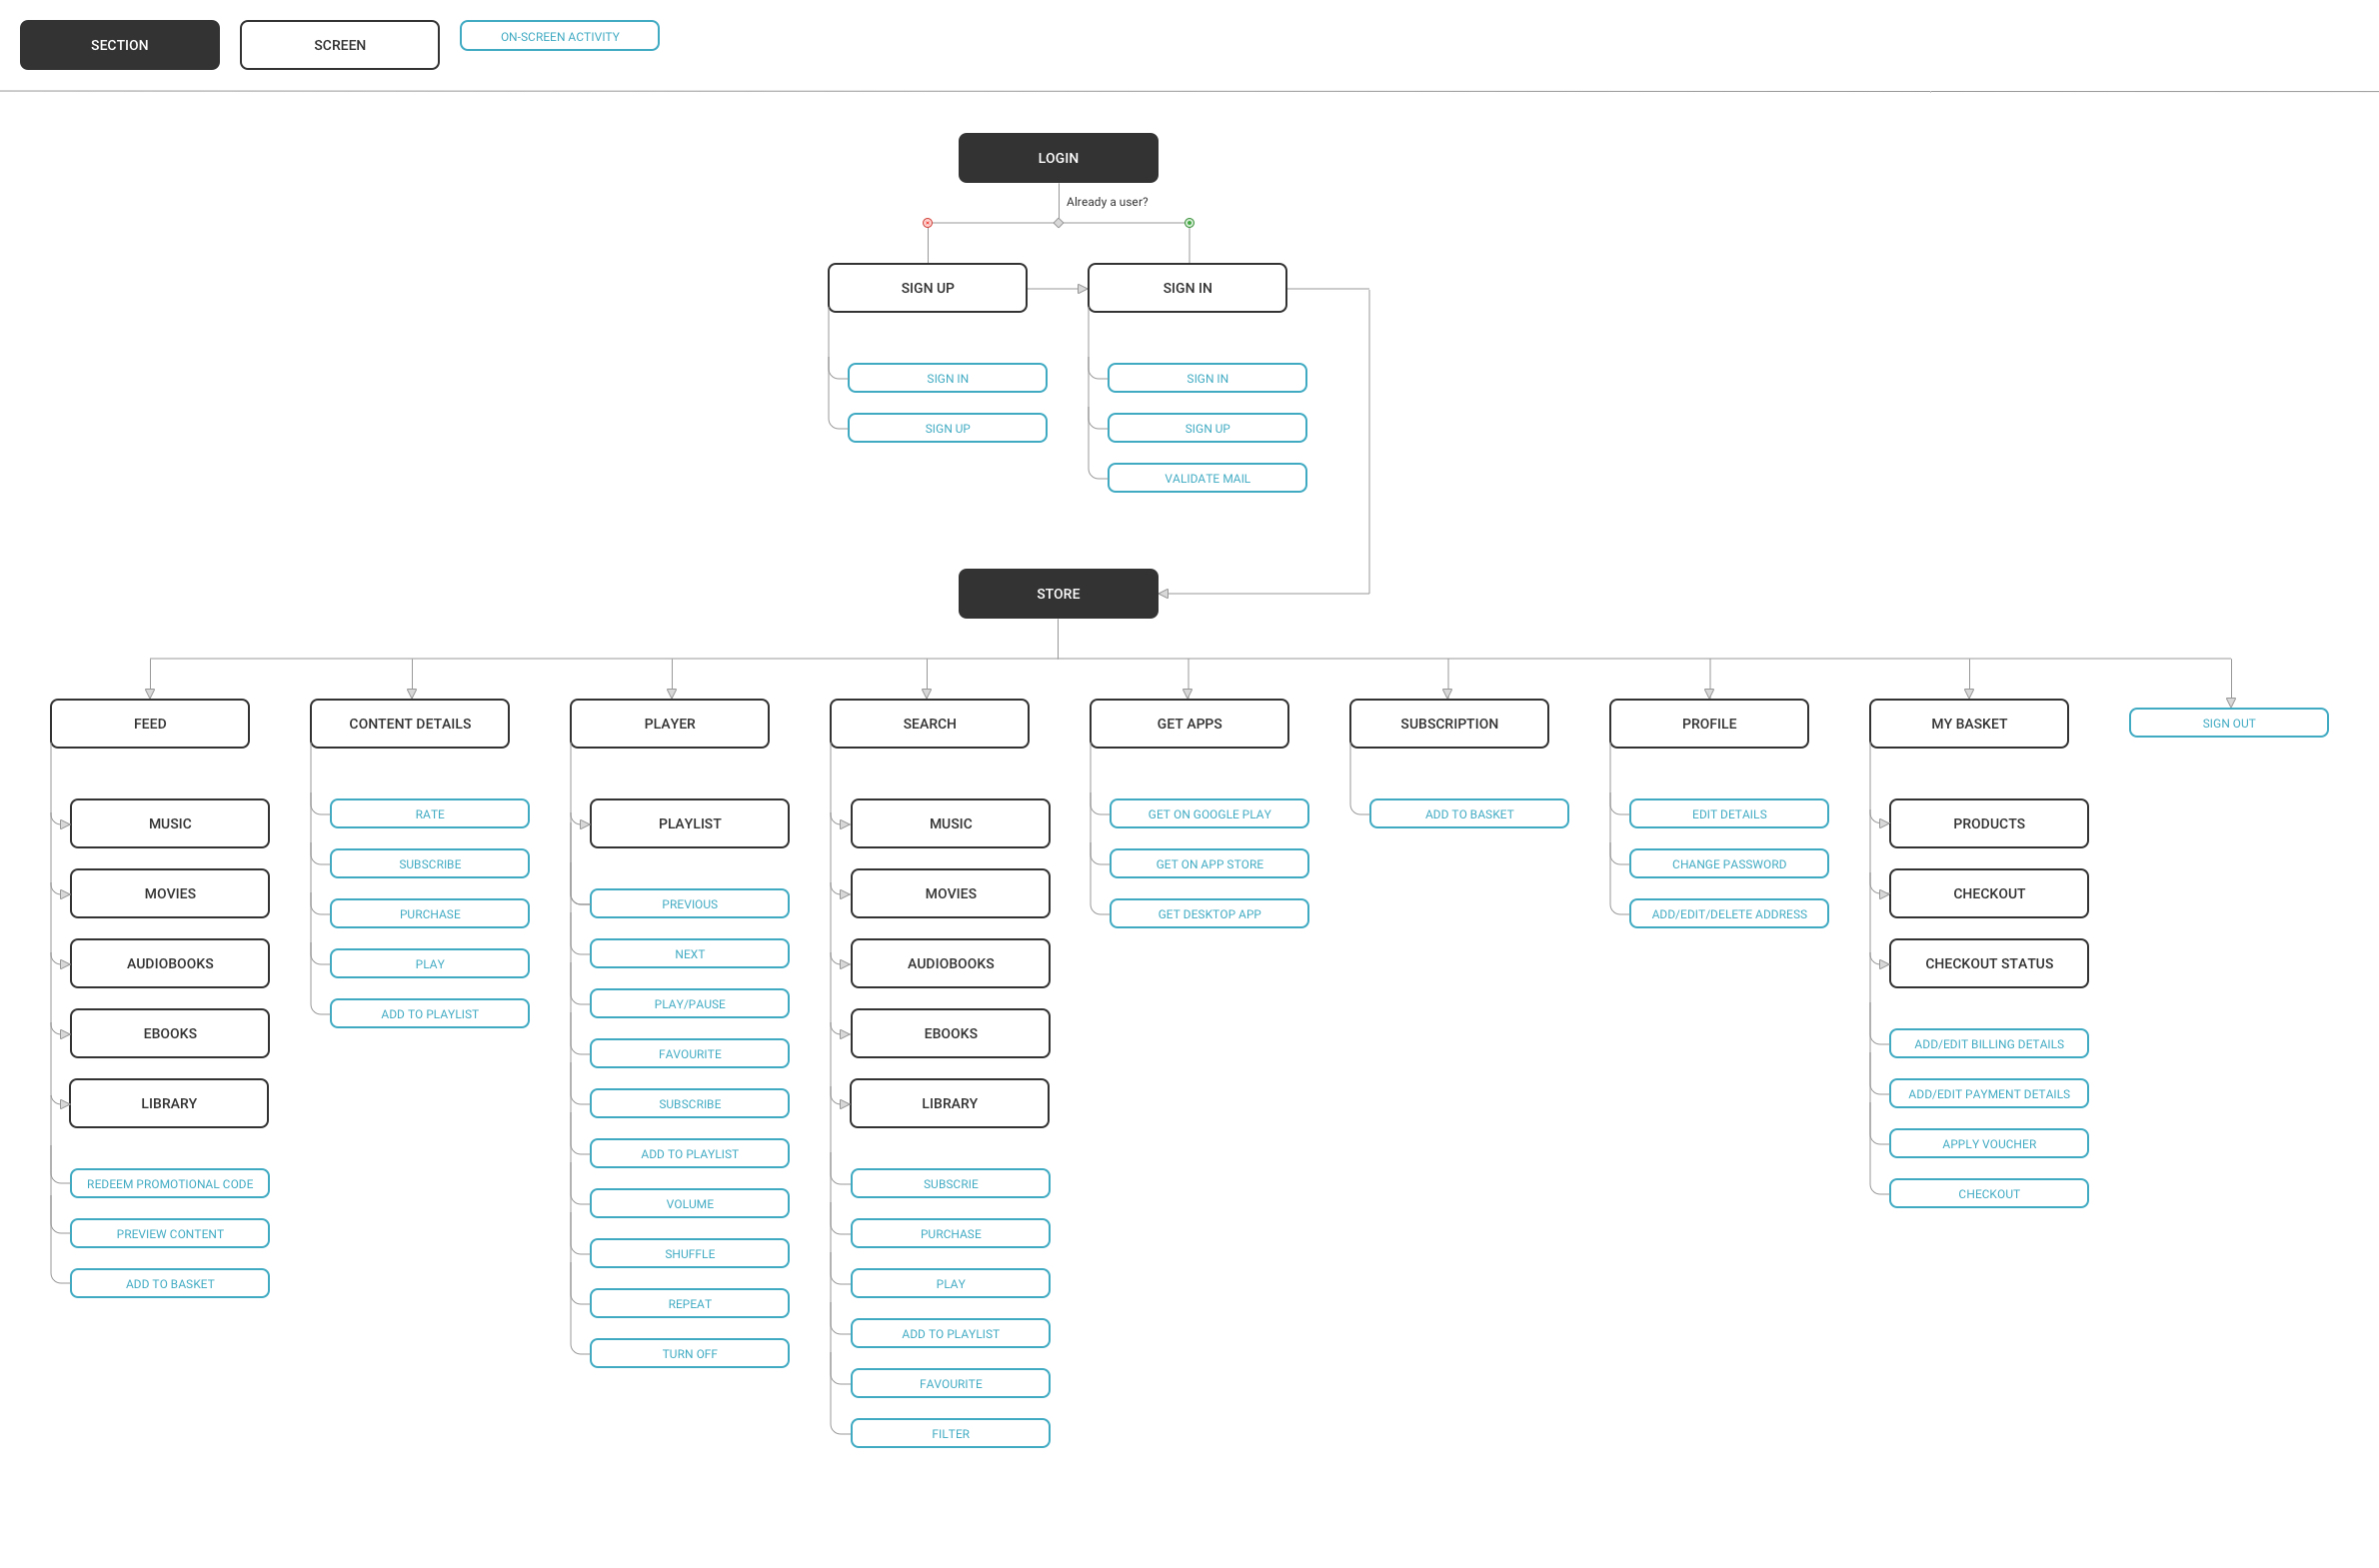 SECTION
SCREEN
ON-SCREEN ACTIVITY
LOGIN
Already a user?
SIGN UP
SIGN IN
SIGN UP
SIGN IN
SIGN IN
SIGN UP
VALIDATE MAIL
STORE
FEED
MUSIC
MOVIES
AUDIOBOOKS
EBOOKS
LIBRARY
REDEEM PROMOTIONAL CODE
PREVIEW CONTENT
ADD TO BASKET
CONTENT DETAILS
RATE
SUBSCRIBE
PURCHASE
PLAY
ADD TO PLAYLIST
PLAYER
PLAYLIST
PREVIOUS
NEXT
PLAY/PAUSE
FAVOURITE
SUBSCRIBE
ADD TO PLAYLIST
VOLUME
SHUFFLE
REPEAT
TURN OFF
SEARCH
MUSIC
MOVIES
AUDIOBOOKS
EBOOKS
LIBRARY
SUBSCRIE
PURCHASE
PLAY
ADD TO PLAYLIST
FAVOURITE
FILTER
GET APPS
GET ON GOOGLE PLAY
GET ON APP STORE
GET DESKTOP APP
SUBSCRIPTION
ADD TO BASKET
PROFILE
EDIT DETAILS
CHANGE PASSWORD
ADD/EDIT/DELETE ADDRESS
MY BASKET
PRODUCTS
CHECKOUT
CHECKOUT STATUS
ADD/EDIT BILLING DETAILS
ADD/EDIT PAYMENT DETAILS
APPLY VOUCHER
CHECKOUT
SIGN OUT